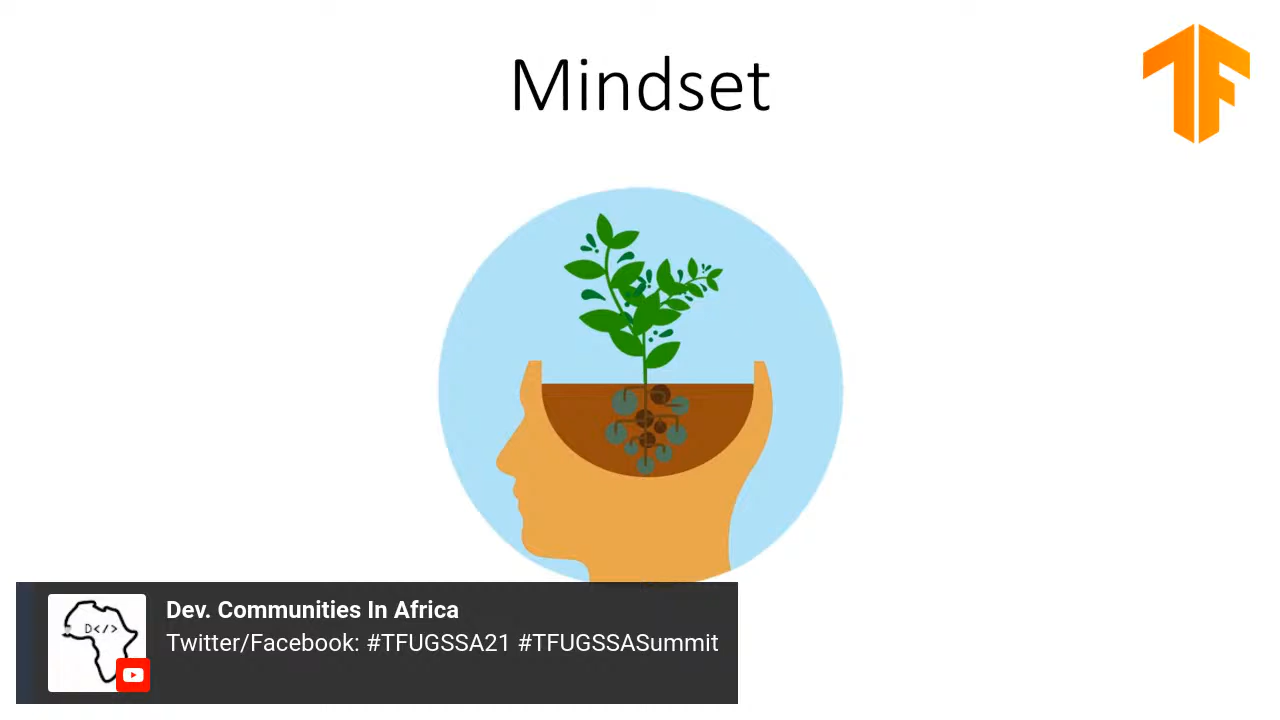 Mindset
D</>
Dev. Communities In Africa
Twitter/Facebook: #TFUGSSA21 #TFUGSSASummit